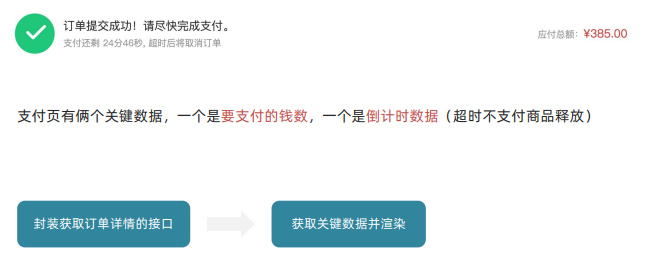 订单提交成功！请尽快完成支付。
支付还剩 24分46秒, 超时后将取消订单
应付总额：¥385.00
支付页有俩个关键数据，一个是要支付的钱数，一个是倒计时数据（超时不支付商品释放）
封装获取订单详情的接口
获取关键数据并渲染